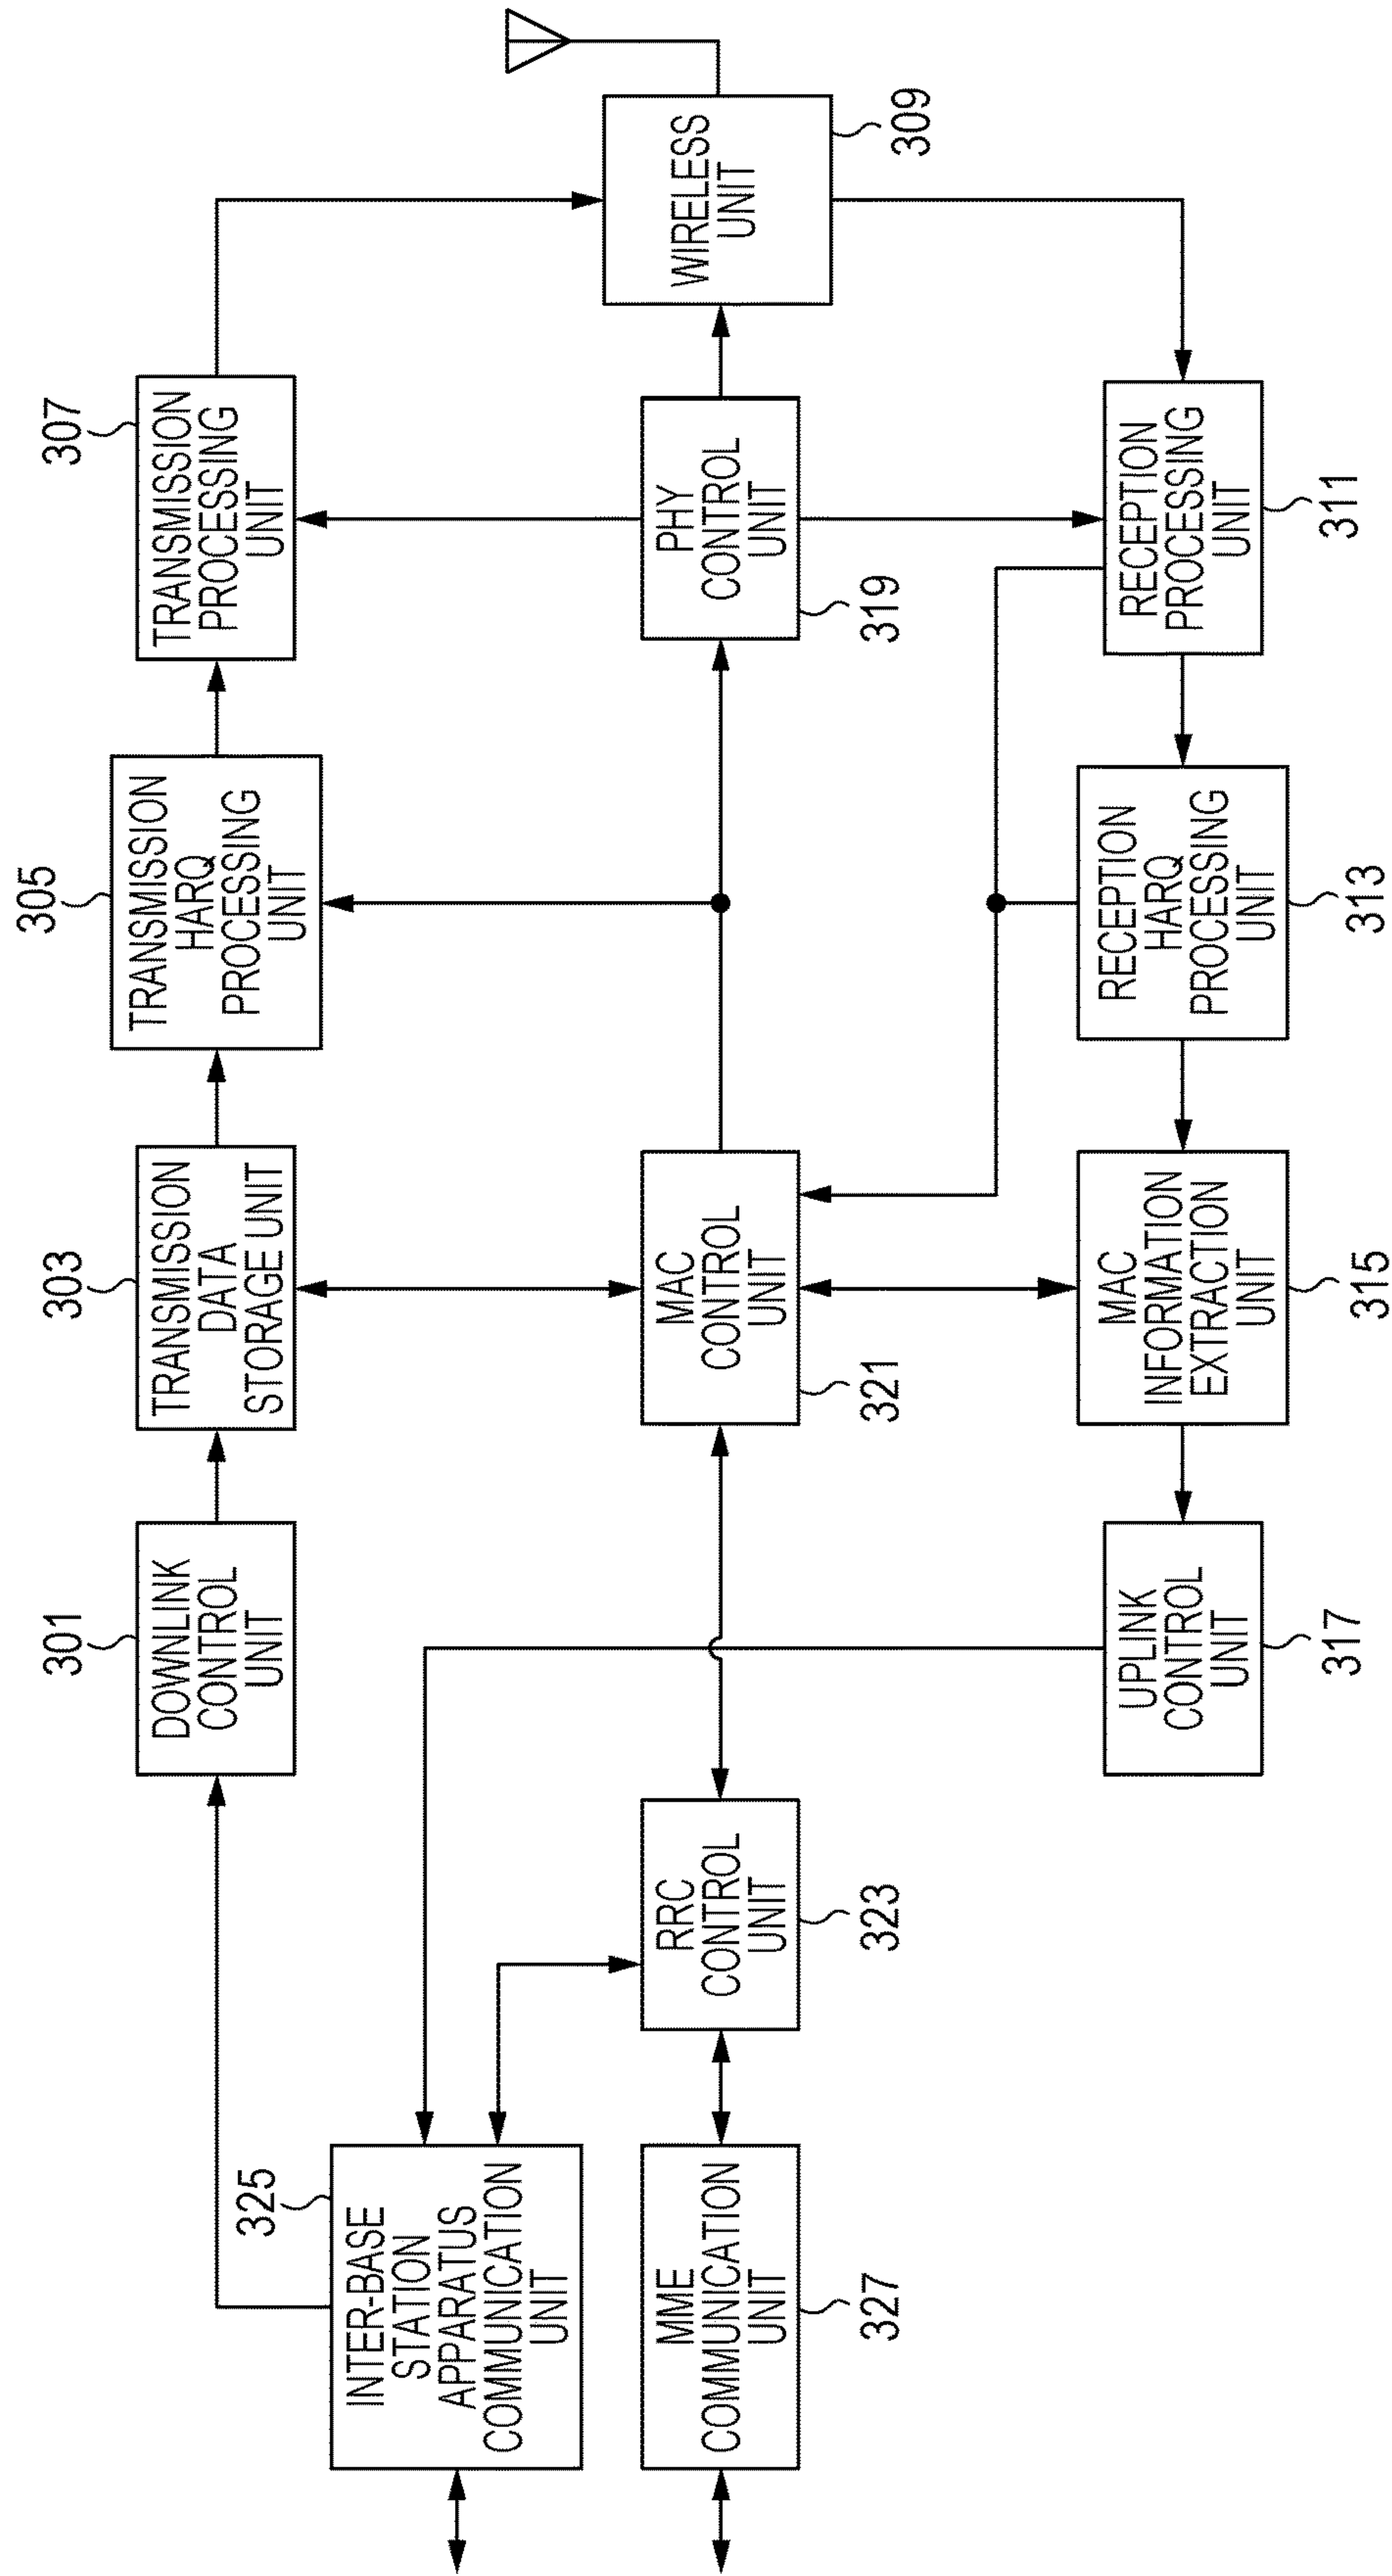 325
INTER-BASE
STATION
APPARATUS
COMMUNICATION
UNIT
301
DOWNLINK
CONTROL
UNIT
303
TRANSMISSION
DATA
STORAGE UNIT
305
TRANSMISSION
HARQ
PROCESSING
UNIT
307
TRANSMISSION
PROCESSING
UNIT
MME
COMMUNICATION
UNIT
327
RRC
CONTROL
UNIT
323
MAC
CONTROL
UNIT
321
PHY
CONTROL
UNIT
319
WIRELESS
UNIT
309
UPLINK
CONTROL
UNIT
317
MAC
INFORMATION
EXTRACTION
UNIT
315
RECEPTION
HARQ
PROCESSING
UNIT
313
RECEPTION
PROCESSING
UNIT
311